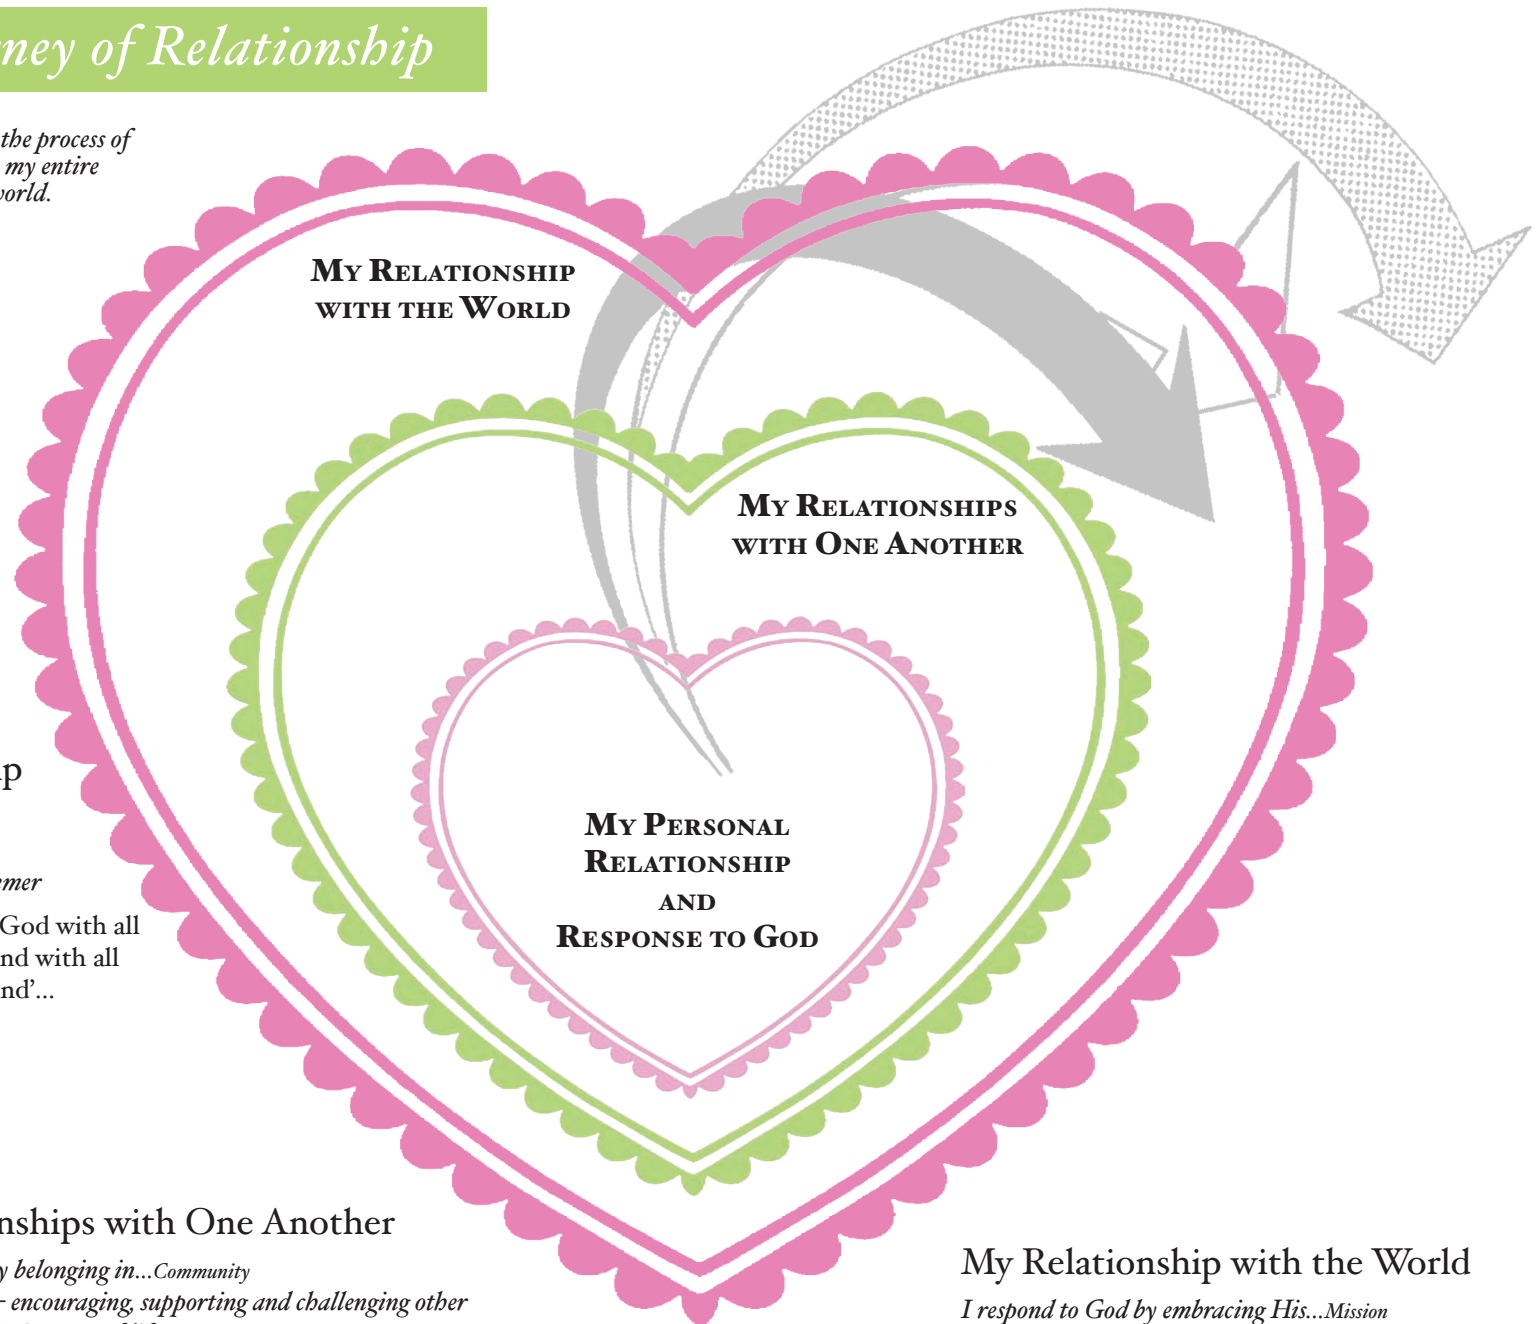 ney of Relationship
the process of
my entire
world.
My Relationship
with the World
My Relationships
with One Another
My Personal
Relationship
and
Response to God
God with all
nd with all
nd'...
nships with One Another
y belonging in...Community
– encouraging, supporting and challenging other
My Relationship with the World
I respond to God by embracing His...Mission